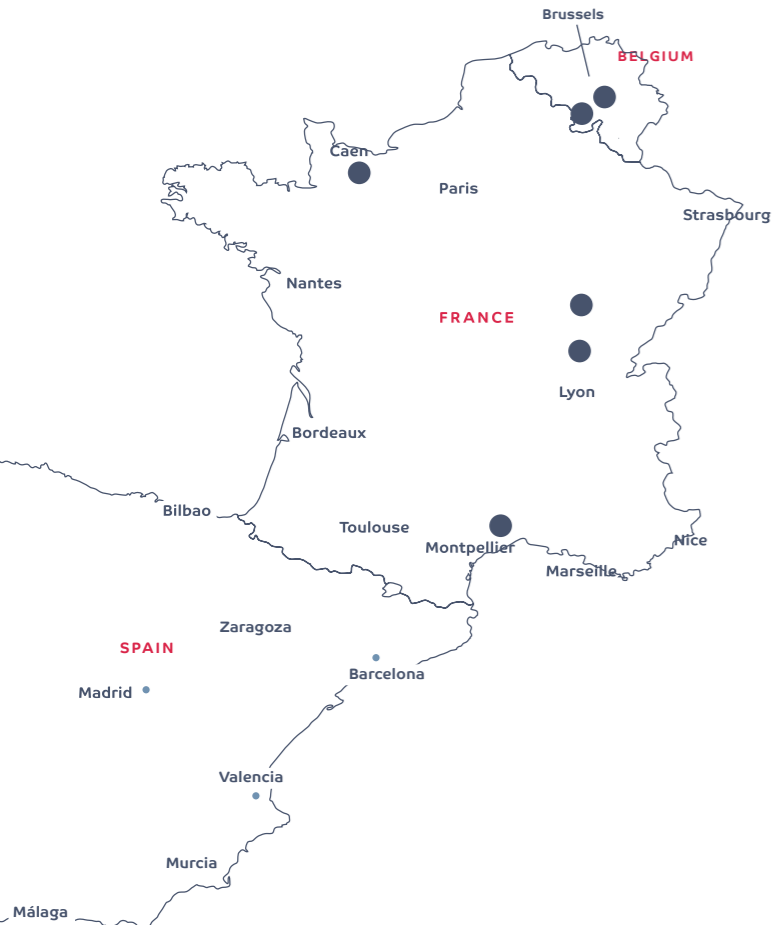 Brussels
BELGIUM
Caen
Paris
Strasbourg
Nantes
FRANCE
Lyon
Bordeaux
Bilbao
Toulouse
Montpellier
Nice
Marseille
Zaragoza
SPAIN
Barcelona
Madrid
Valencia
Murcia
Málaga